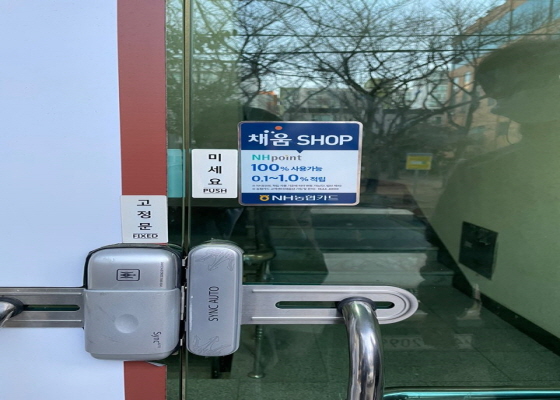 채움 SHOP
NHpoint
100% 사용가능
0.1~1.0% 적립
NH농협카드
미세요
PUSH
고정문
FIXED
SYNC AUTO
Sync